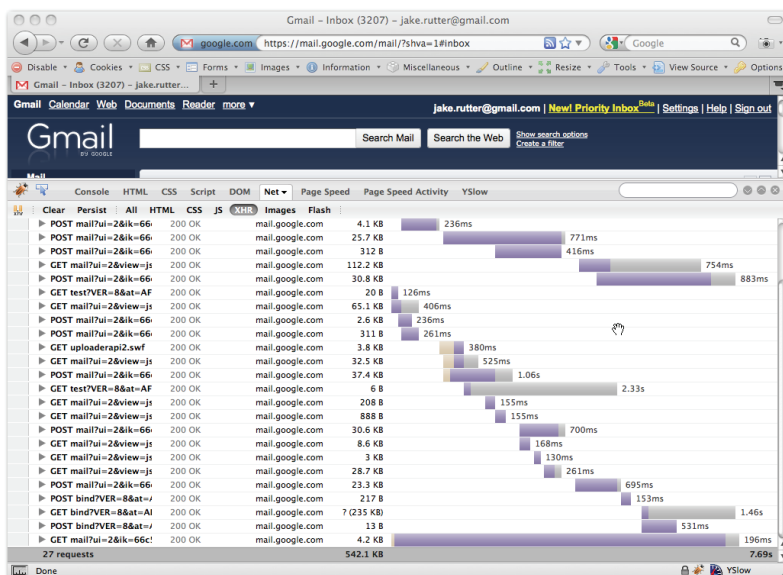 Gmail – Inbox (3207) – jake.rutter@gmail.com
google.com https://mail.google.com/mail/?shva=1#inbox Google
Disable Cookies CSS Forms Images Information Miscellaneous Outline Resize Tools View Source Options
Gmail – Inbox (3207) – jake.rutter... +
Gmail Calendar Web Documents Reader more ▼ jake.rutter@gmail.com | New! Priority Inbox Beta | Settings | Help | Sign out
Gmail BY GOOGLE Search Mail Search the Web Show search options
Create a filter
Mail
Console HTML CSS Script DOM Net Page Speed Page Speed Activity YSlow
Clear Persist All HTML CSS JS XHR Images Flash
POST mail?ui=2&ik=66c 200 OK mail.google.com 4.1 KB 236ms
POST mail?ui=2&ik=66c 200 OK mail.google.com 25.7 KB 771ms
POST mail?ui=2&ik=66c 200 OK mail.google.com 312 B 416ms
GET mail?ui=2&view=js 200 OK mail.google.com 112.2 KB 754ms
POST mail?ui=2&ik=66c 200 OK mail.google.com 30.8 KB 883ms
GET test?VER=8&at=AF 200 OK mail.google.com 20 B 126ms
GET mail?ui=2&view=js 200 OK mail.google.com 65.1 KB 406ms
POST mail?ui=2&ik=66c 200 OK mail.google.com 2.6 KB 236ms
POST mail?ui=2&ik=66c 200 OK mail.google.com 311 B 261ms
GET uploaderapi2.swf 200 OK mail.google.com 3.8 KB 380ms
GET mail?ui=2&view=js 200 OK mail.google.com 32.5 KB 525ms
POST mail?ui=2&ik=66c 200 OK mail.google.com 37.4 KB 1.06s
GET test?VER=8&at=AF 200 OK mail.google.com 6 B 2.33s
GET mail?ui=2&view=js 200 OK mail.google.com 208 B 155ms
GET mail?ui=2&view=js 200 OK mail.google.com 888 B 155ms
POST mail?ui=2&ik=66c 200 OK mail.google.com 30.6 KB 700ms
GET mail?ui=2&view=js 200 OK mail.google.com 8.6 KB 168ms
GET mail?ui=2&view=js 200 OK mail.google.com 3 KB 130ms
GET mail?ui=2&view=js 200 OK mail.google.com 28.7 KB 261ms
POST mail?ui=2&ik=66c 200 OK mail.google.com 23.3 KB 695ms
POST bind?VER=8&at=A 200 OK mail.google.com 217 B 153ms
GET bind?VER=8&at=AI 200 OK mail.google.com ? (235 KB) 1.46s
POST bind?VER=8&at=A 200 OK mail.google.com 13 B 531ms
GET mail?ui=2&ik=66c! 200 OK mail.google.com 4.2 KB 196ms
27 requests 542.1 KB 7.69s
Done YSlow